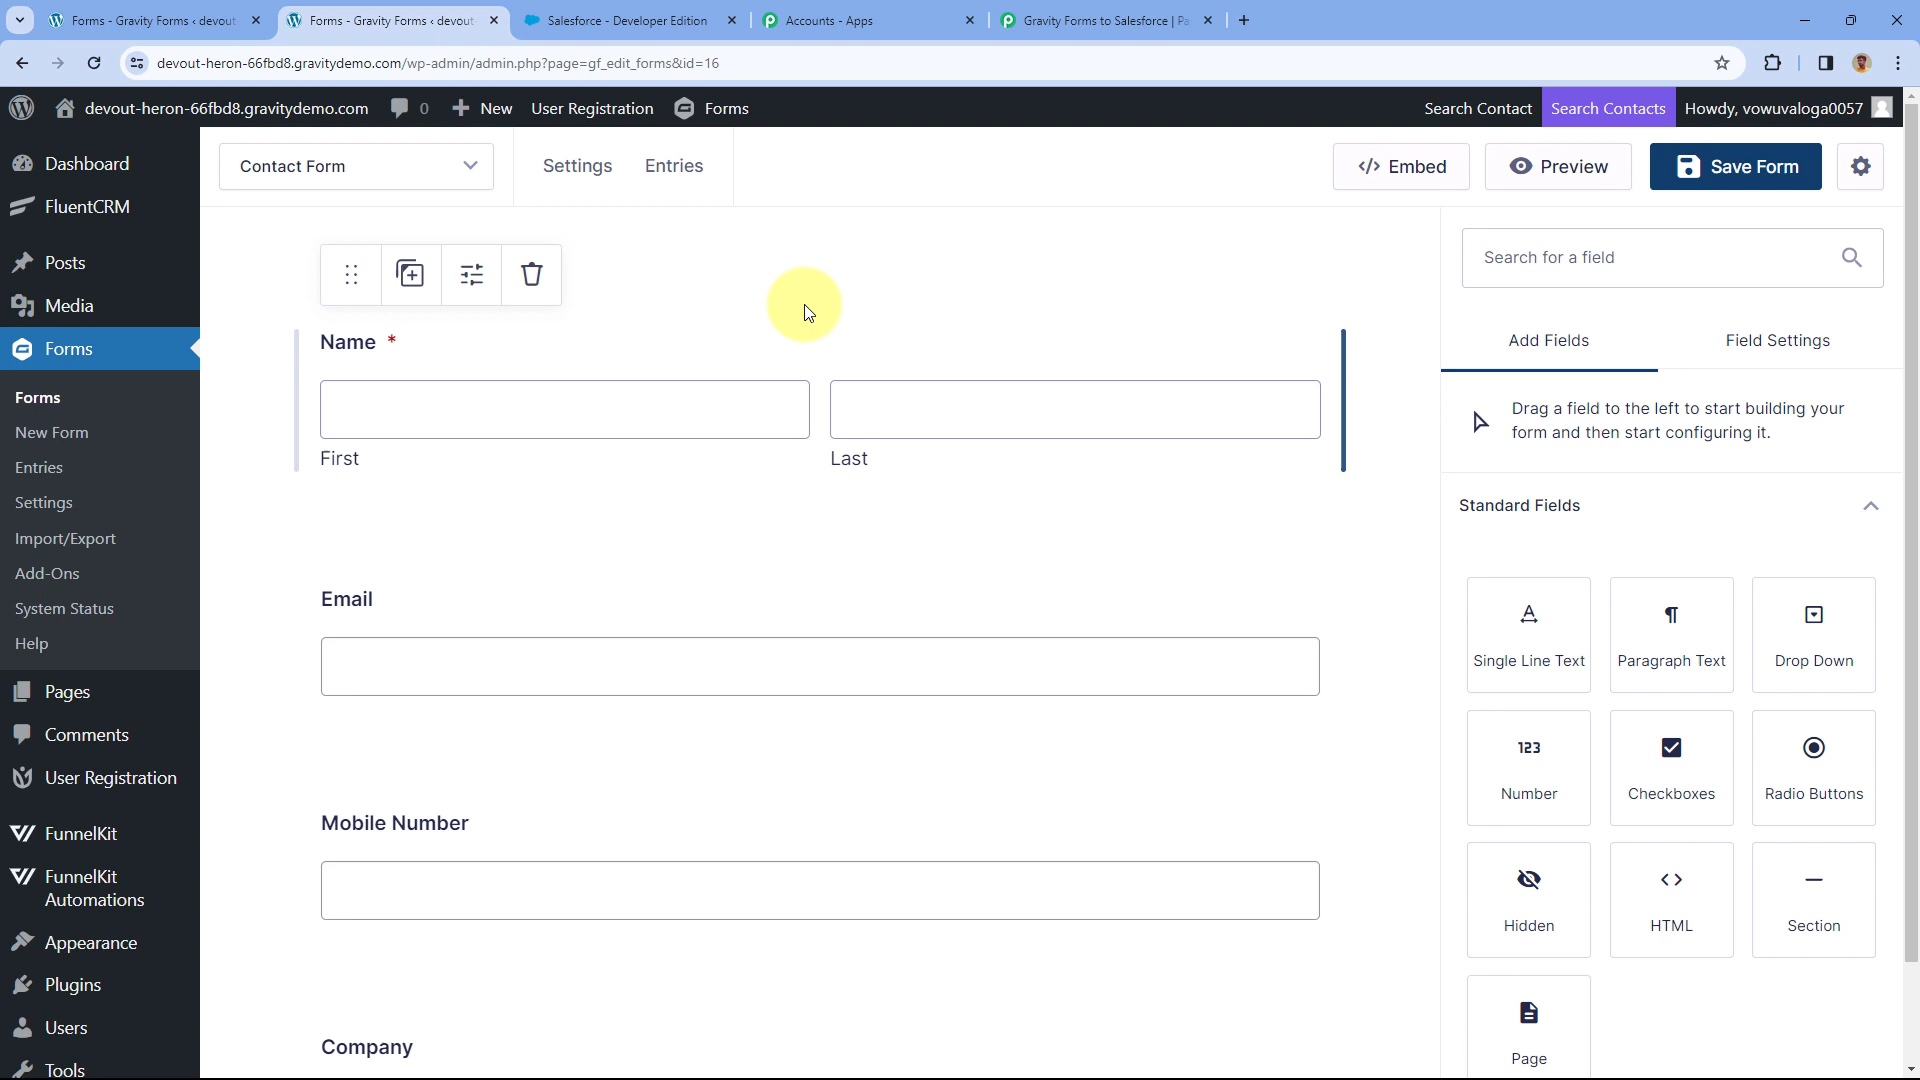 Forms - Gravity Forms ‹ devout
Forms - Gravity Forms ‹ devout
Salesforce - Developer Edition
Accounts - Apps
Gravity Forms to Salesforce | Pa
devout-heron-66fbd8.gravitydemo.com/wp-admin/admin.php?page=gf_edit_forms&id=16
devout-heron-66fbd8.gravitydemo.com
0
New
User Registration
Forms
Search Contact
Search Contacts
Howdy, vowuvaloga0057
Dashboard
FluentCRM
Posts
Media
Forms
Forms
New Form
Entries
Settings
Import/Export
Add-Ons
System Status
Help
Pages
Comments
User Registration
FunnelKit
FunnelKit
Automations
Appearance
Plugins
Users
Tools
Contact Form
Settings
Entries
</> Embed
Preview
Save Form
Name *
First
Last
Email
Mobile Number
Company
Search for a field
Add Fields
Field Settings
Drag a field to the left to start building your
form and then start configuring it.
Standard Fields
Single Line Text
Paragraph Text
Drop Down
123
Number
Checkboxes
Radio Buttons
Hidden
HTML
Section
Page